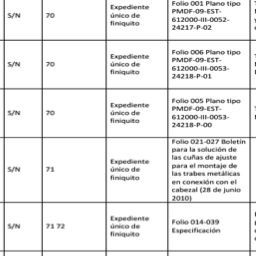 S/N
70
Expediente
único de
finiquito
Folio 001 Plano tipo
PMDF-09-EST-
612000-III-0052-
24217-P-02
S/N
70
Expediente
único de
finiquito
Folio 006 Plano tipo
PMDF-09-EST-
612000-III-0053-
24218-P-01
S/N
70
Expediente
único de
finiquito
Folio 005 Plano tipo
PMDF-09-EST-
612000-III-0053-
24218-P-00
S/N
71
Expediente
único de
finiquito
Folio 021-027 Boletín
para la solución de
las cuñas de ajuste
para el montaje de
las trabes metálicas
en conexión con el
cabezal (28 de junio
2010)
S/N
71 72
Expediente
único de
finiquito
Folio 014-039
Especificación